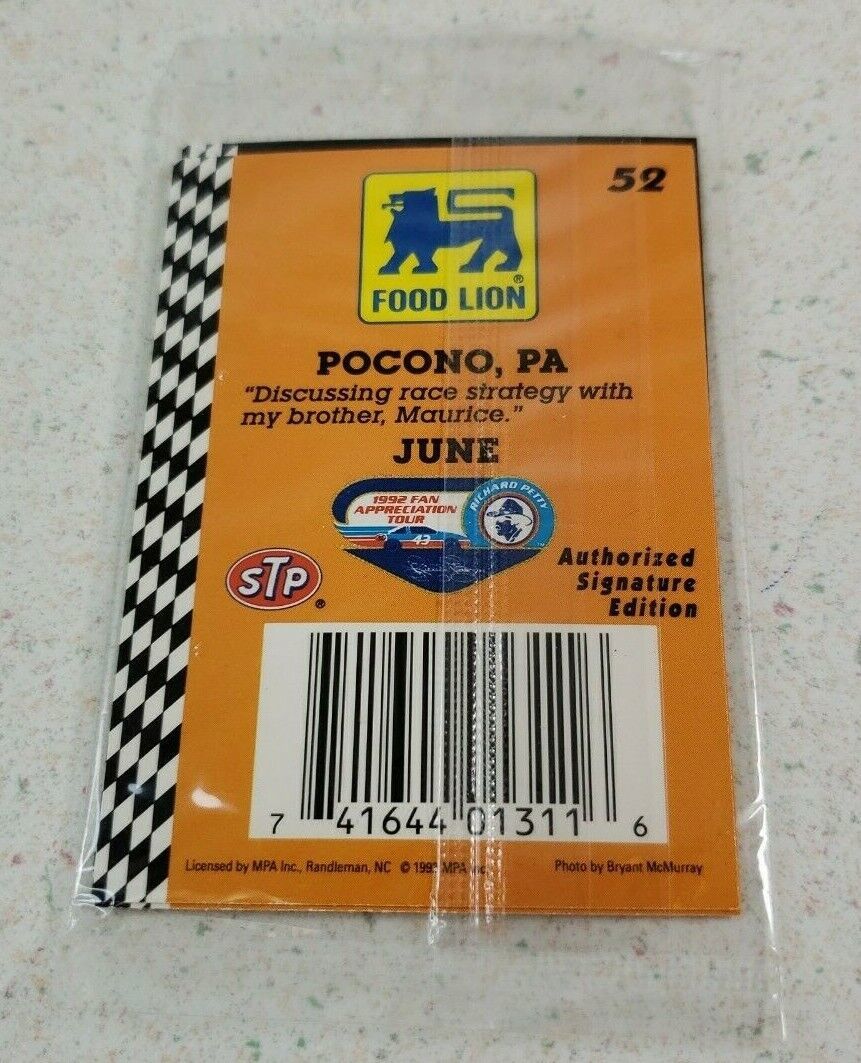 52
FOOD LION®
POCONO, PA
"Discussing race strategy with
my brother, Maurice."
JUNE
1992 FAN
APPRECIATION
TOUR
RICHARD PETTY
43
STP®
Authorized
Signature
Edition
7 41644 01311 6
Licensed by MPA Inc., Randleman, NC © MPA Photo by Bryant McMurray